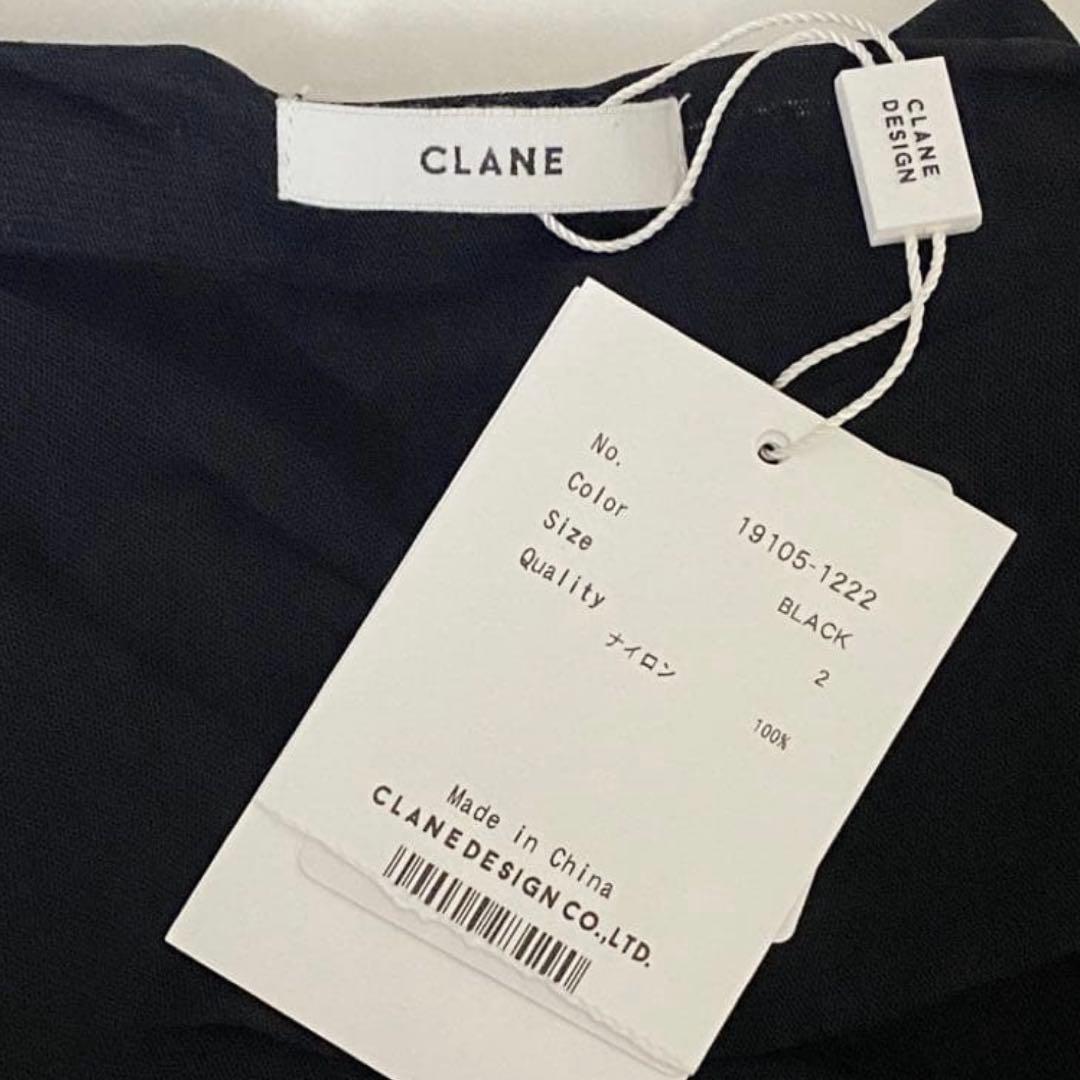 CLANE
CLANE
DESIGN
No. 19105-1222
Color BLACK
Size 2
Quality
ナイロン 100%
Made in China
CLANEDESIGN CO.,LTD.